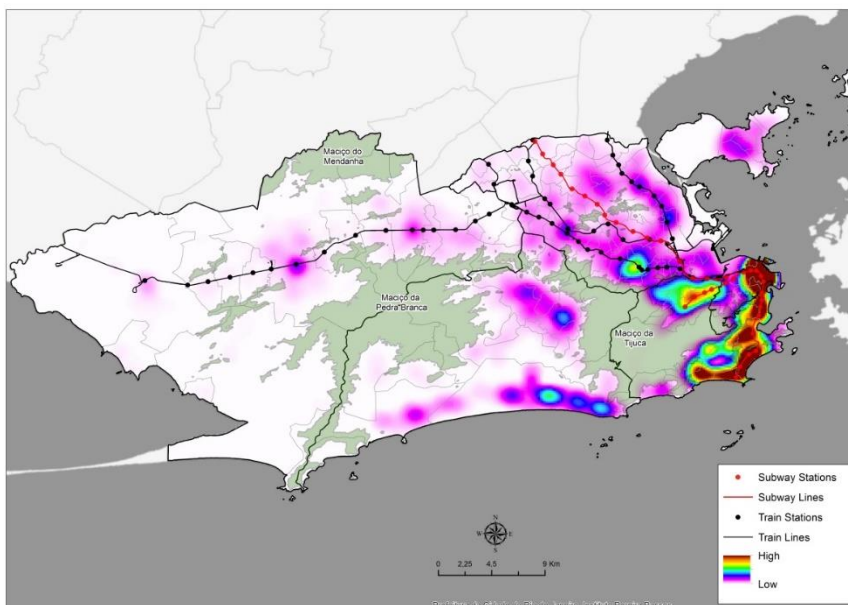 Maciço do
Mendanha
Maciço da
Pedra Branca
Maciço da
Tijuca
N
W
E
S
0
2,25
4,5
9 Km
Subway Stations
Subway Lines
Train Stations
Train Lines
High
Low